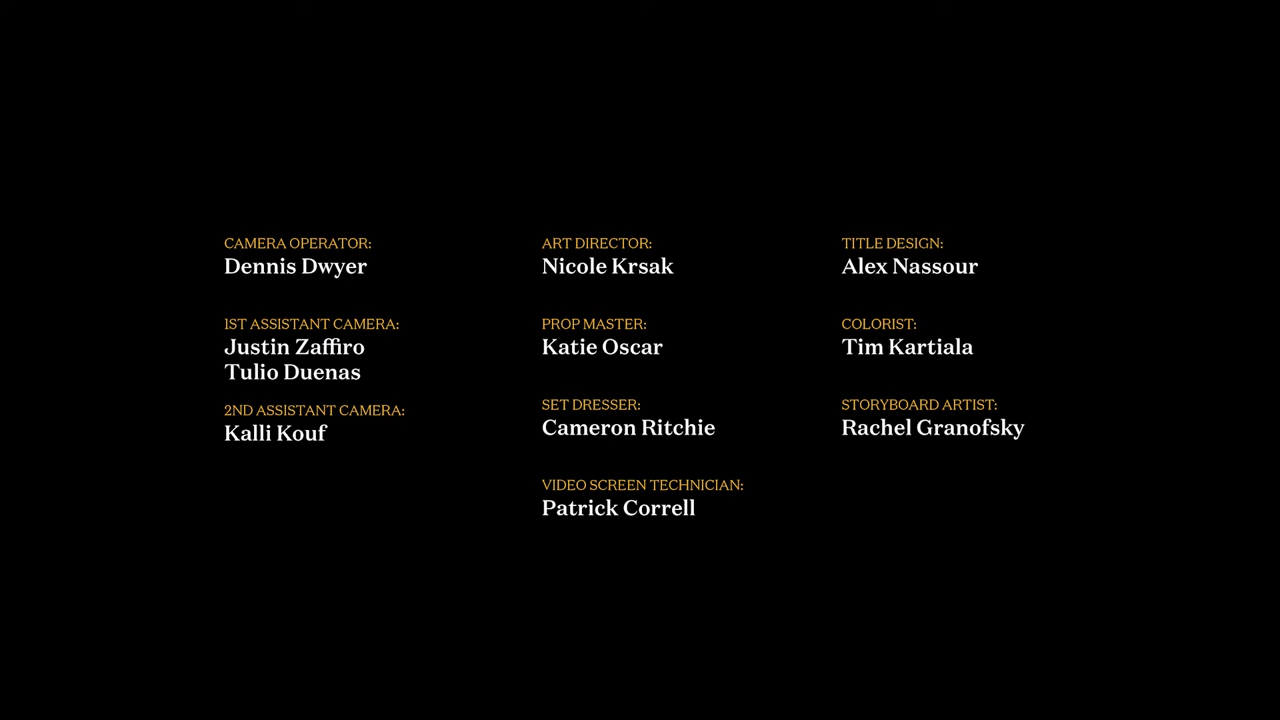 CAMERA OPERATOR:
Dennis Dwyer
1ST ASSISTANT CAMERA:
Justin Zaffiro
Tulio Duenas
2ND ASSISTANT CAMERA:
Kalli Kouf
ART DIRECTOR:
Nicole Krsak
PROP MASTER:
Katie Oscar
SET DRESSER:
Cameron Ritchie
VIDEO SCREEN TECHNICIAN:
Patrick Correll
TITLE DESIGN:
Alex Nassour
COLORIST:
Tim Kartiala
STORYBOARD ARTIST:
Rachel Granofsky